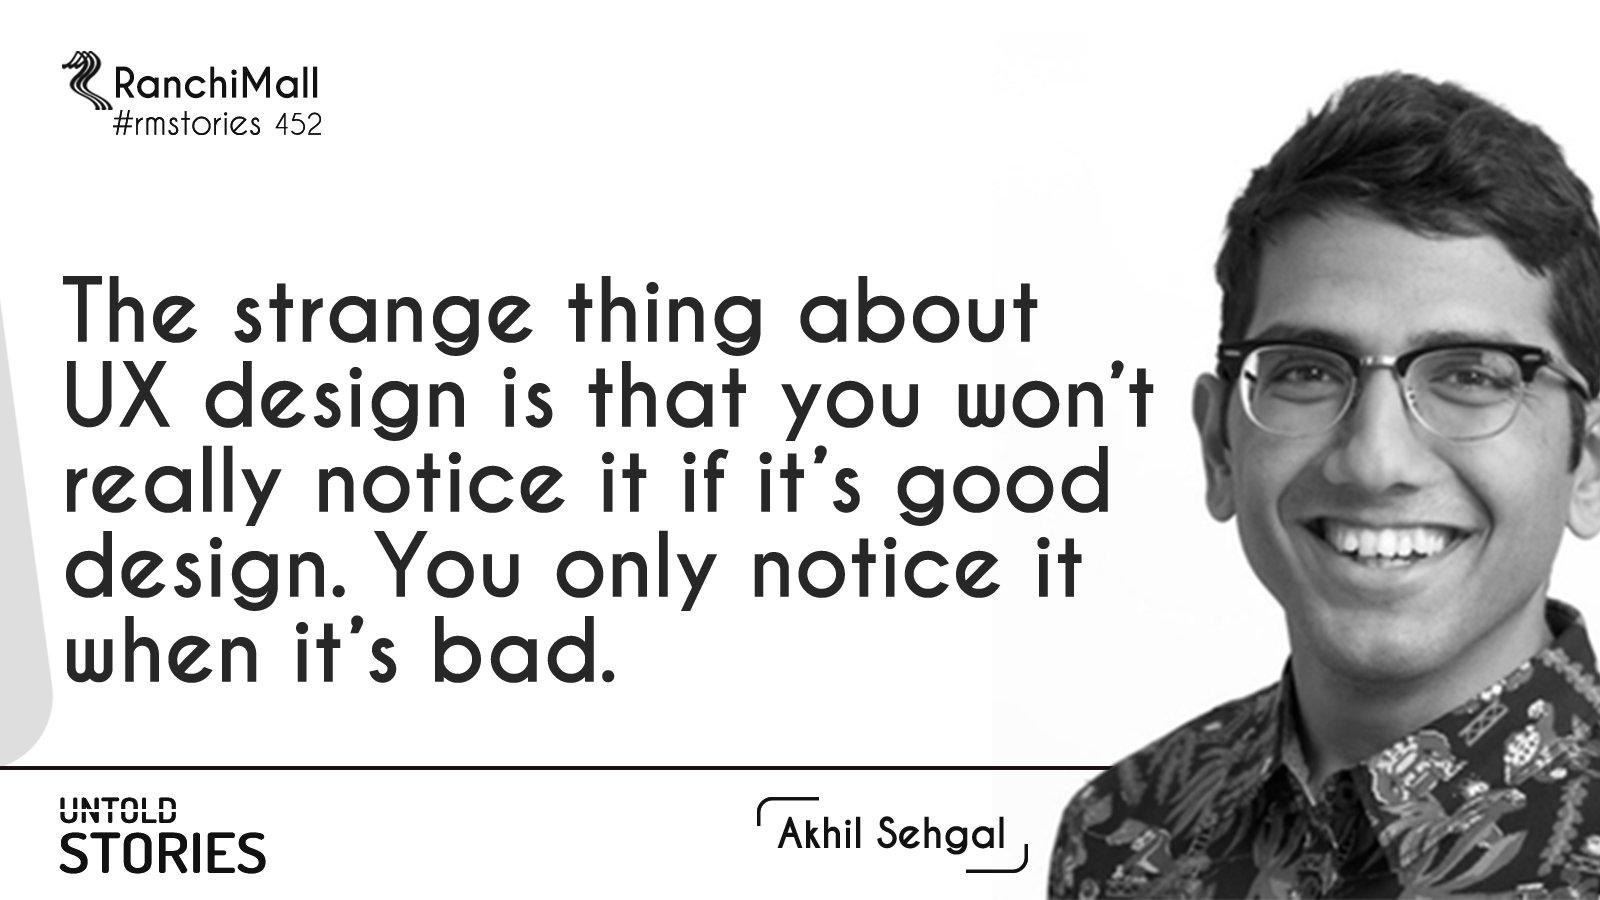 RanchiMall
#rmstories 452
The strange thing about
UX design is that you won't
really notice it if it's good
design. You only notice it
when it's bad.
UNTOLD
STORIES
Akhil Sehgal